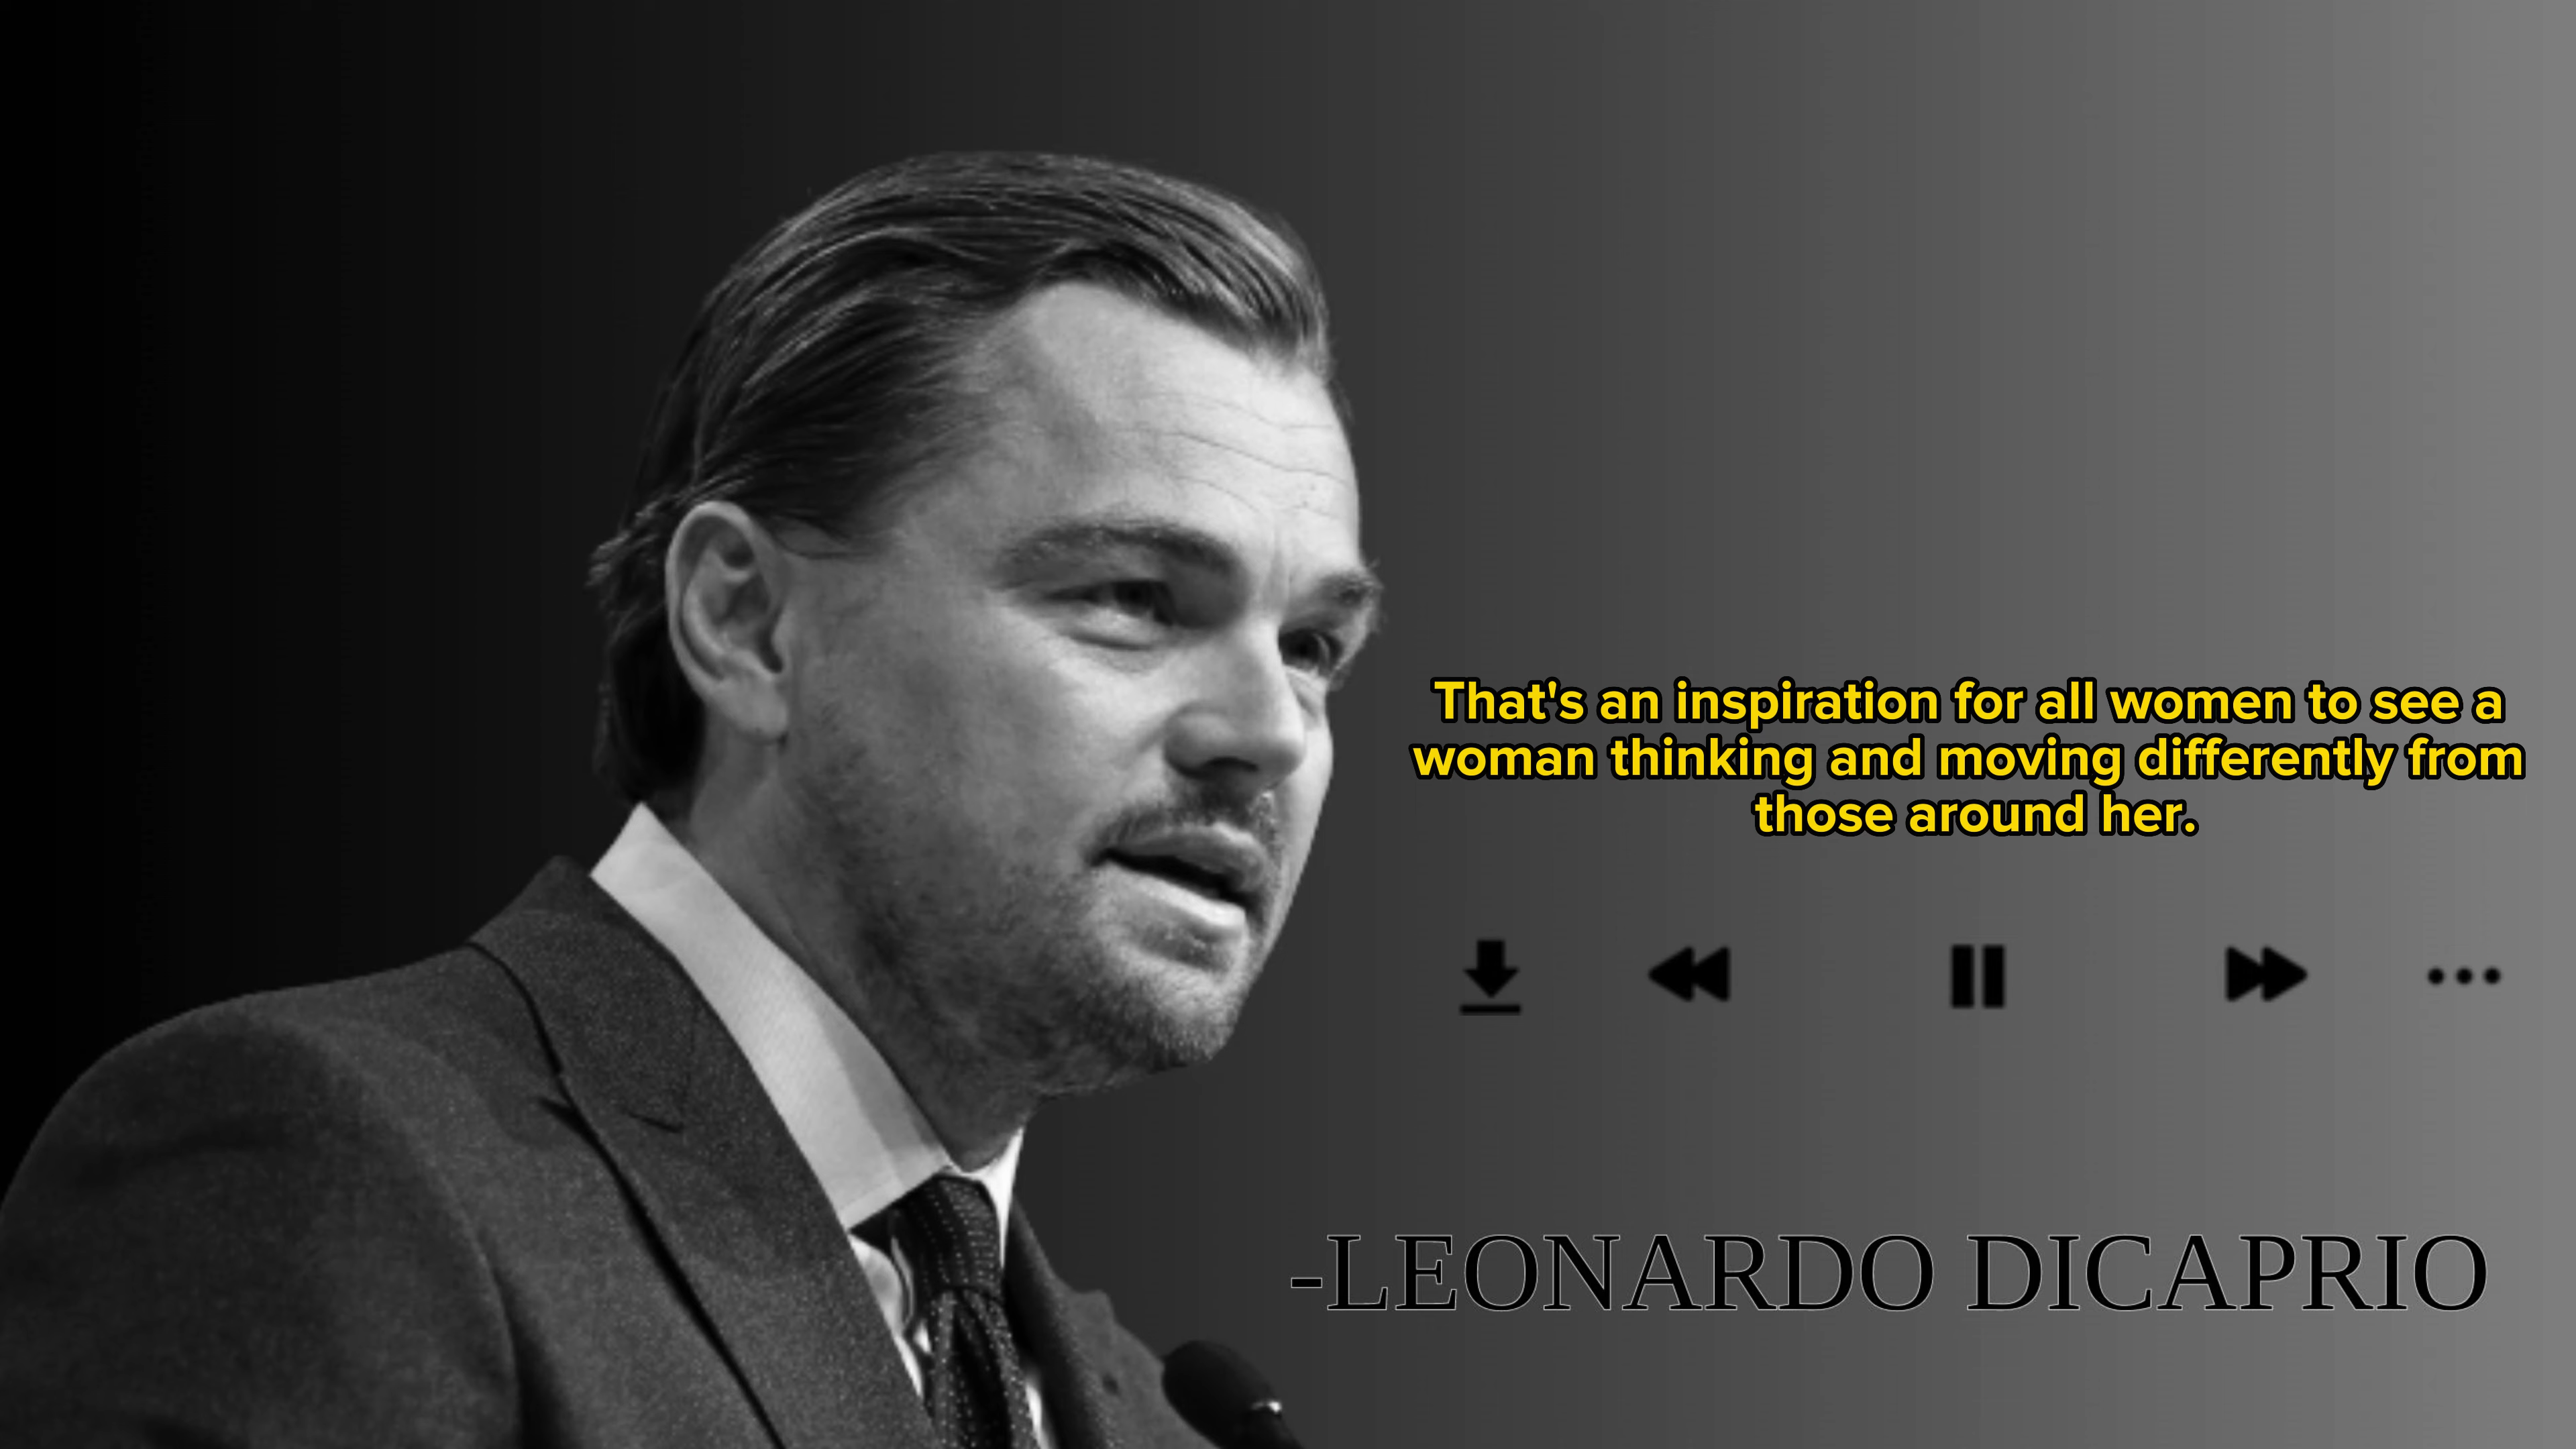 That's an inspiration for all women to see a
woman thinking and moving differently from
those around her.
-LEONARDO DICAPRIO